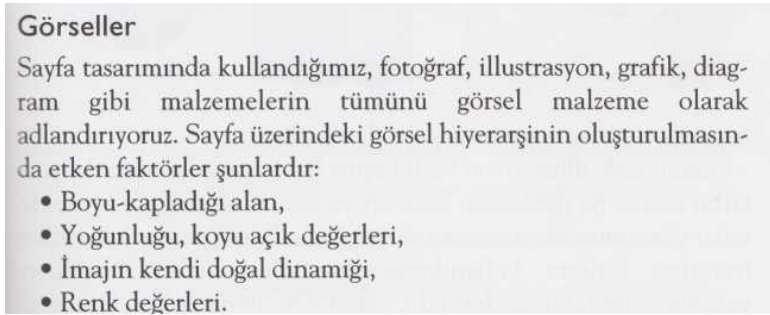 Görseller
Sayfa tasarımında kullandığımız, fotoğraf, illustrasyon, grafik, diag-
ram gibi malzemelerin tümünü görsel malzeme olarak
adlandırıyoruz. Sayfa üzerindeki görsel hiyerarşinin oluşturulmasın-
da etken faktörler şunlardır:
• Boyu-kapladığı alan,
• Yoğunluğu, koyu açık değerleri,
• İmajın kendi doğal dinamiği,
• Renk değerleri.